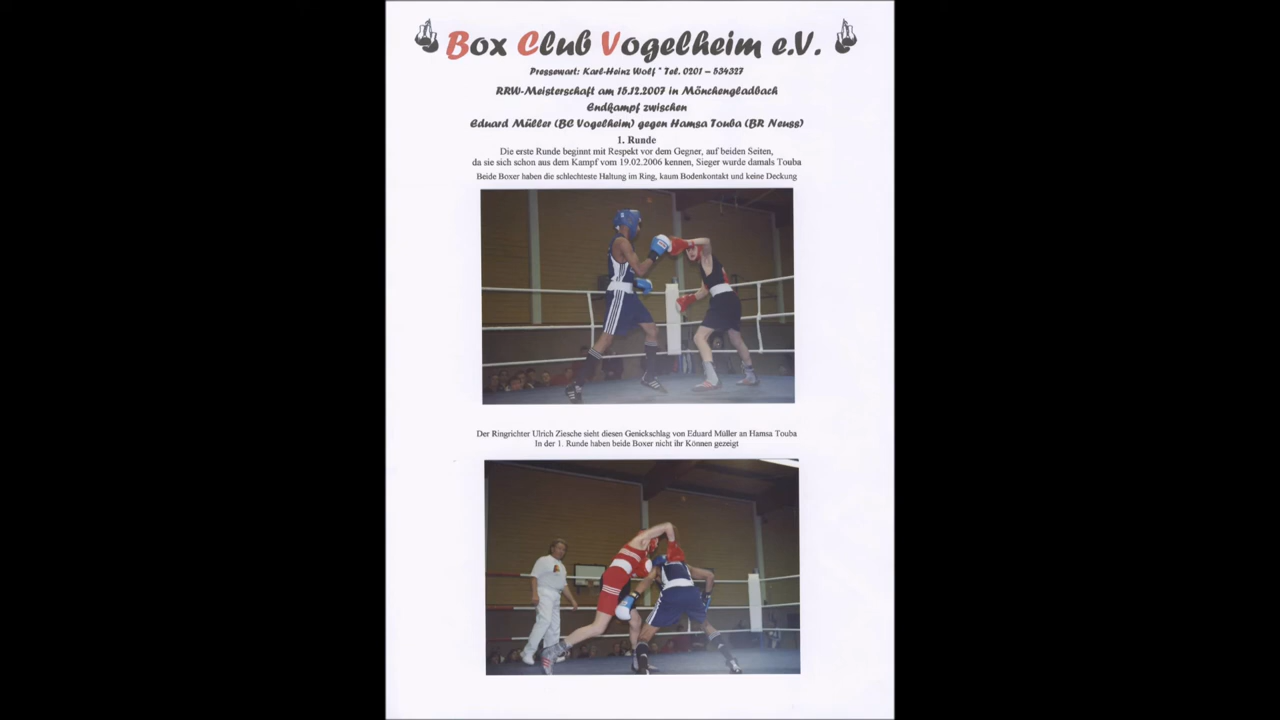 Box Club Vogelheim e.V.
Pressewart: Karl-Heinz Wolf * Tel. 0201 – 534327
RRW-Meisterschaft am 15.12.2007 in Mönchengladbach
Endkampf zwischen
Eduard Müller (BC Vogelheim) gegen Hamsa Touba (BR Neuss)
1. Runde
Die erste Runde beginnt mit Respekt vor dem Gegner, auf beiden Seiten,
da sie sich schon aus dem Kampf vom 19.02.2006 kennen, Sieger wurde damals Touba
Beide Boxer haben die schlechteste Haltung im Ring, kaum Bodenkontakt und keine Deckung
Der Ringrichter Ulrich Ziesche sieht diesen Genickschlag von Eduard Müller an Hamsa Touba
In der 1. Runde haben beide Boxer nicht ihr Können gezeigt